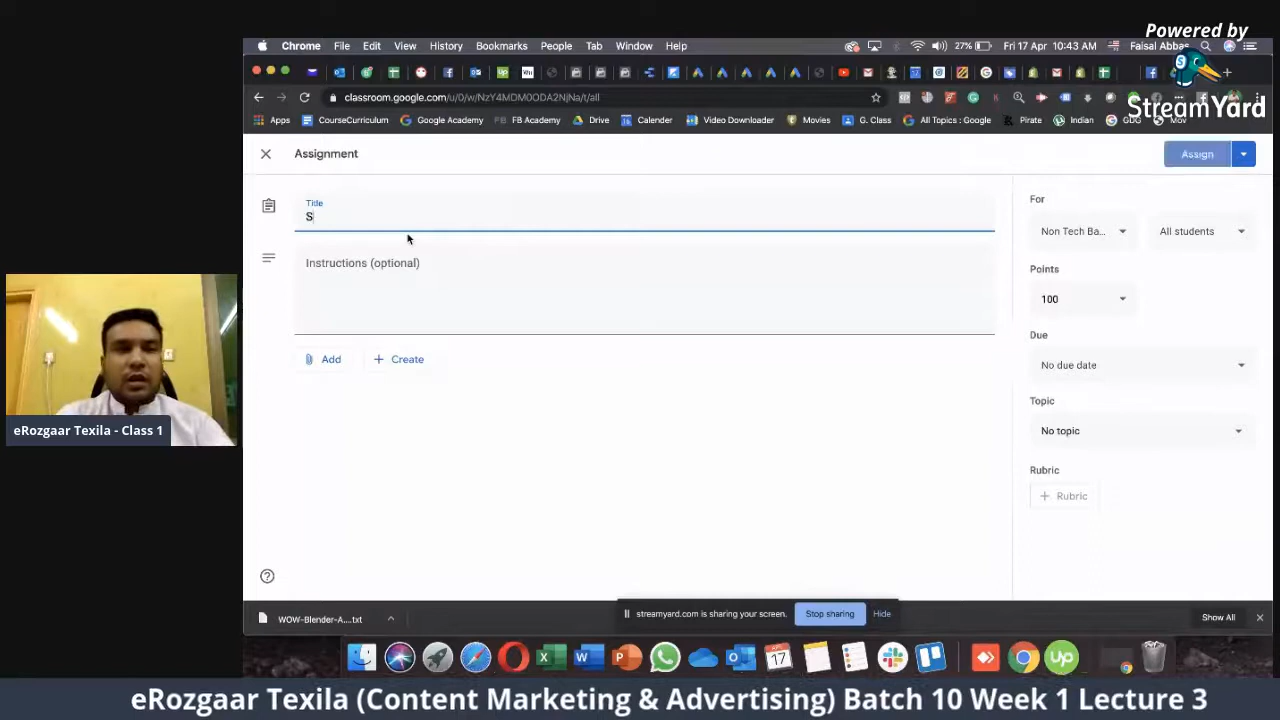 Powered by
StreamYard
Chrome File Edit View History Bookmarks People Tab Window Help
27% Fri 17 Apr 10:43 AM Faisal Abbas
classroom.google.com/u/0/w/NzY4MDM0ODA2NjNa/t/all
Apps CourseCurriculum Google Academy FB Academy Drive Calendar Video Downloader Movies G. Class All Topics : Google Pirate Indian GDG Mov
Assignment
Assign
Title
S
Instructions (optional)
Add
Create
For
Non Tech Ba...
All students
Points
100
Due
No due date
Topic
No topic
Rubric
Rubric
eRozgaar Texila - Class 1
WOW-Blender-A....txt
streamyard.com is sharing your screen.
Stop sharing
Hide
Show All
17
Up
eRozgaar Texila (Content Marketing & Advertising) Batch 10 Week 1 Lecture 3